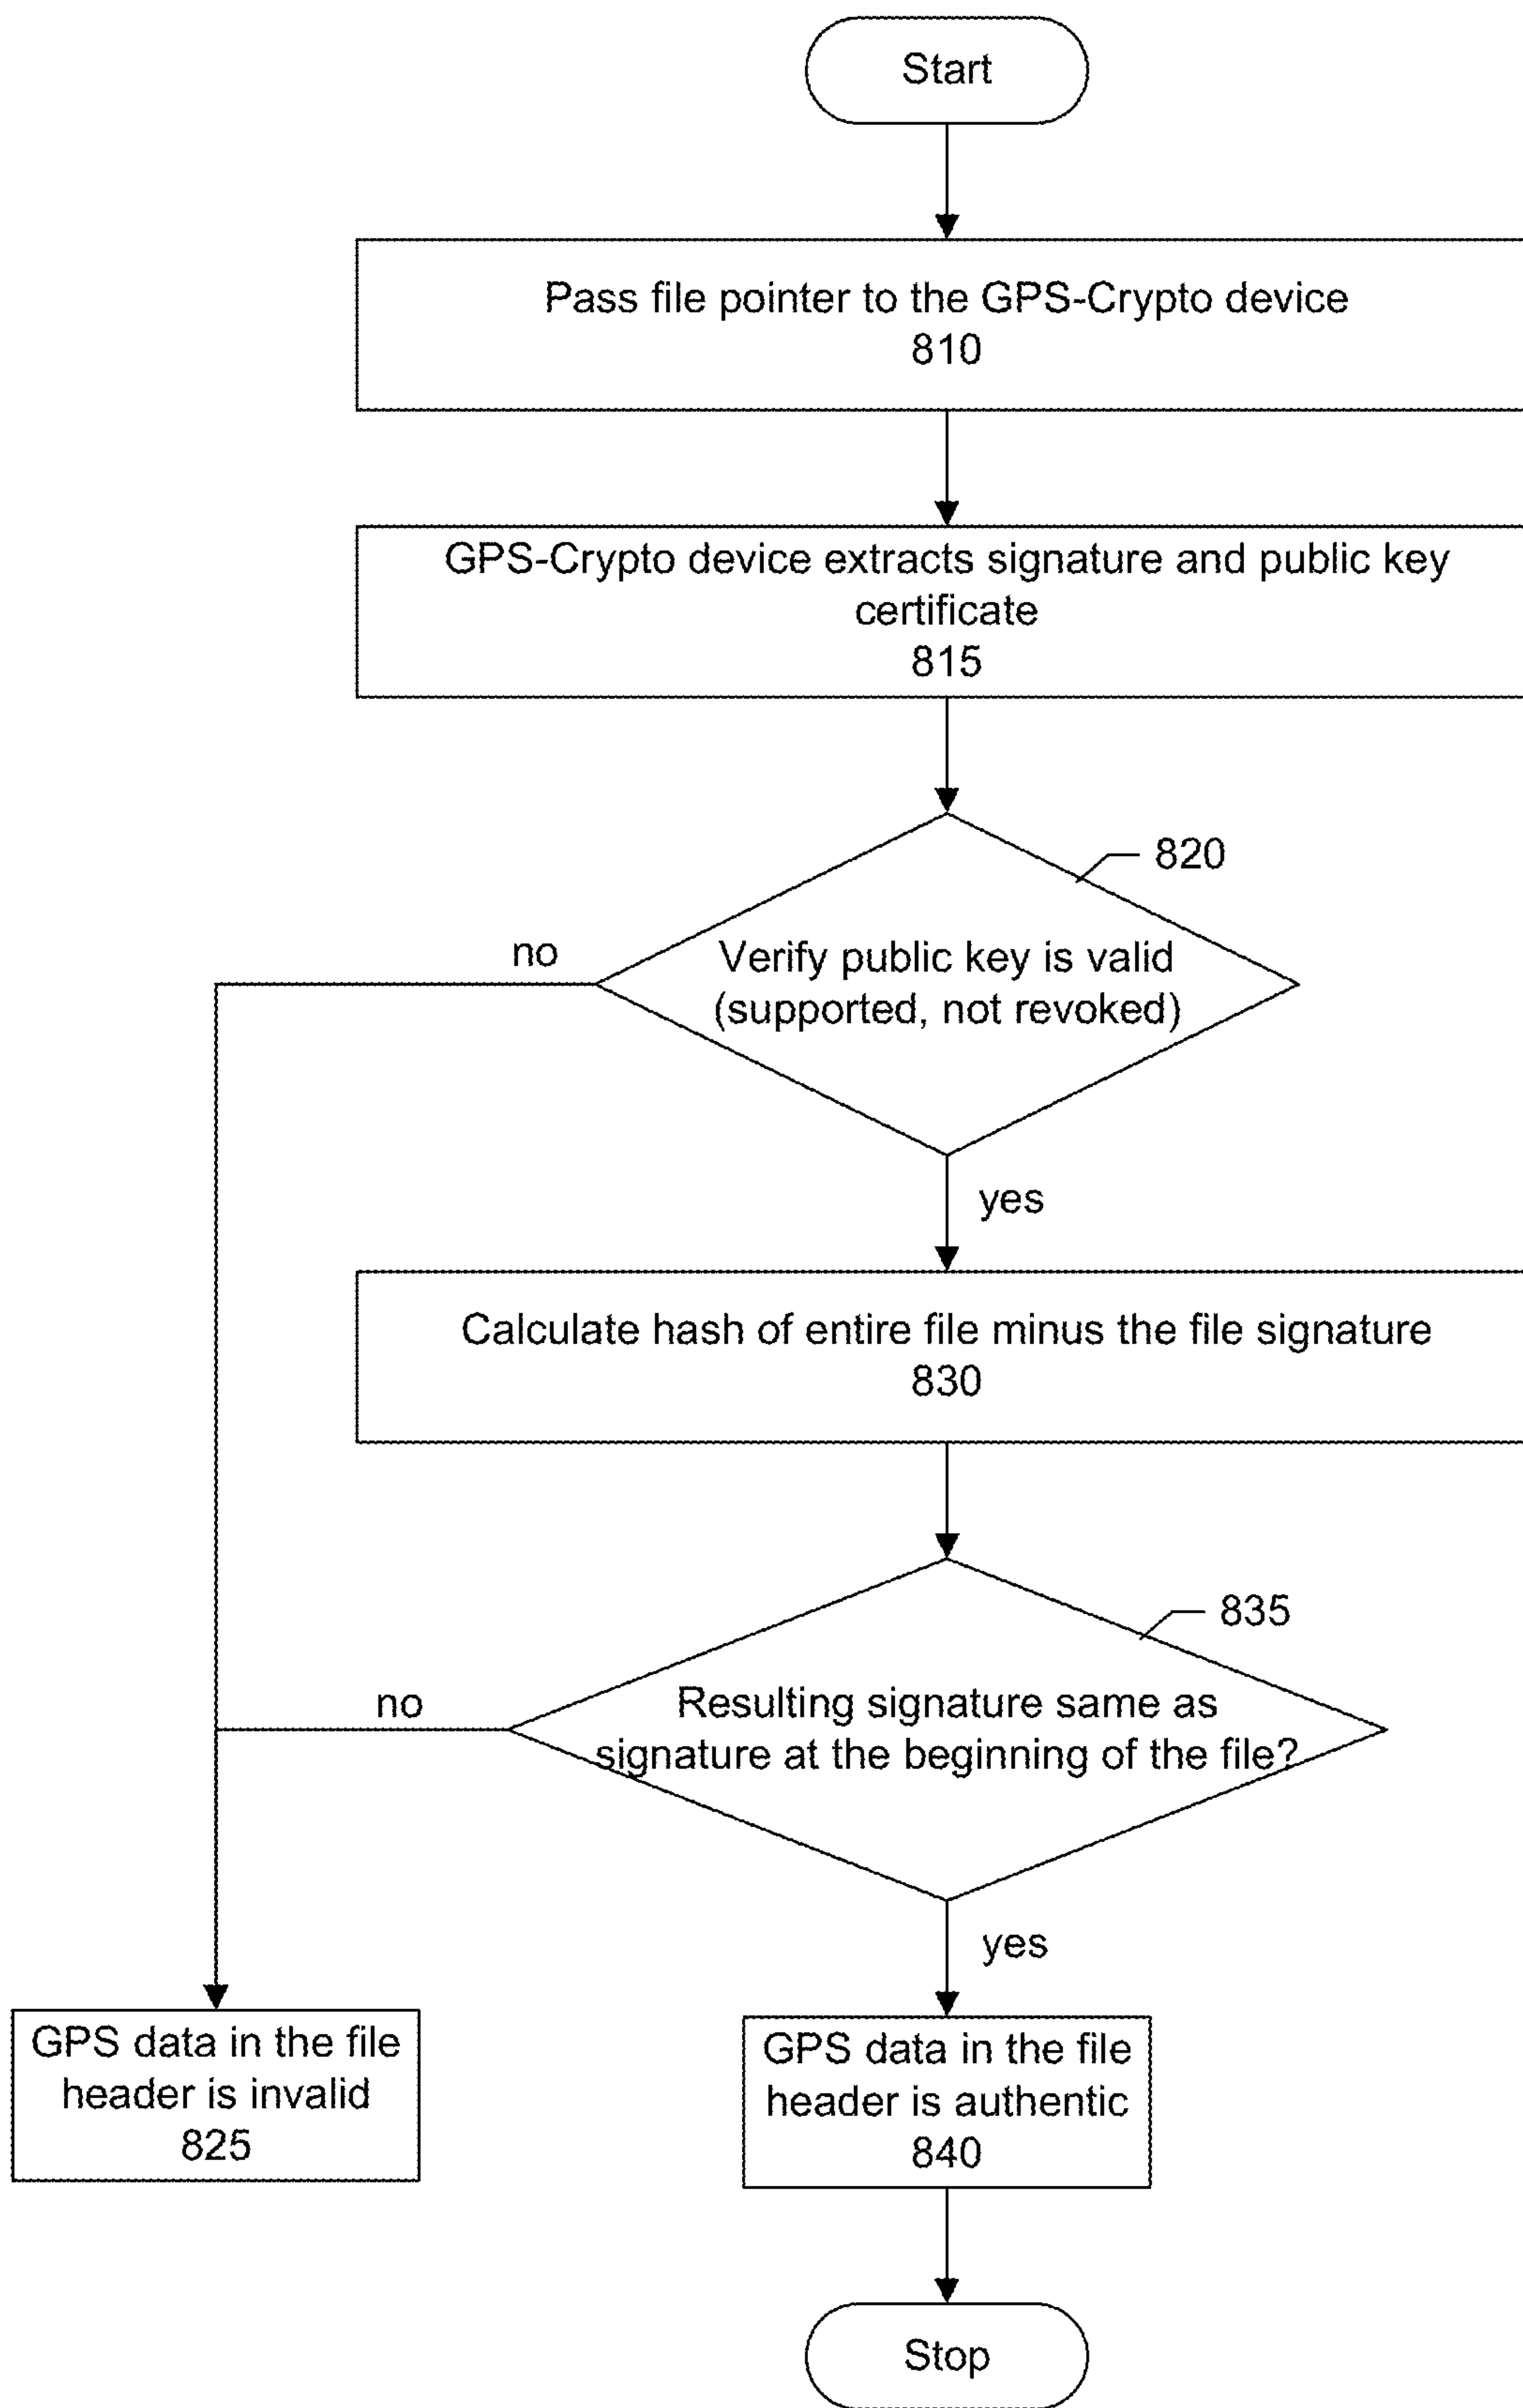 Start
Pass file pointer to the GPS-Crypto device
810
GPS-Crypto device extracts signature and public key
certificate
815
820
no
Verify public key is valid
(supported, not revoked)
yes
Calculate hash of entire file minus the file signature
830
835
no
Resulting signature same as
signature at the beginning of the file?
yes
GPS data in the file
header is invalid
825
GPS data in the file
header is authentic
840
Stop